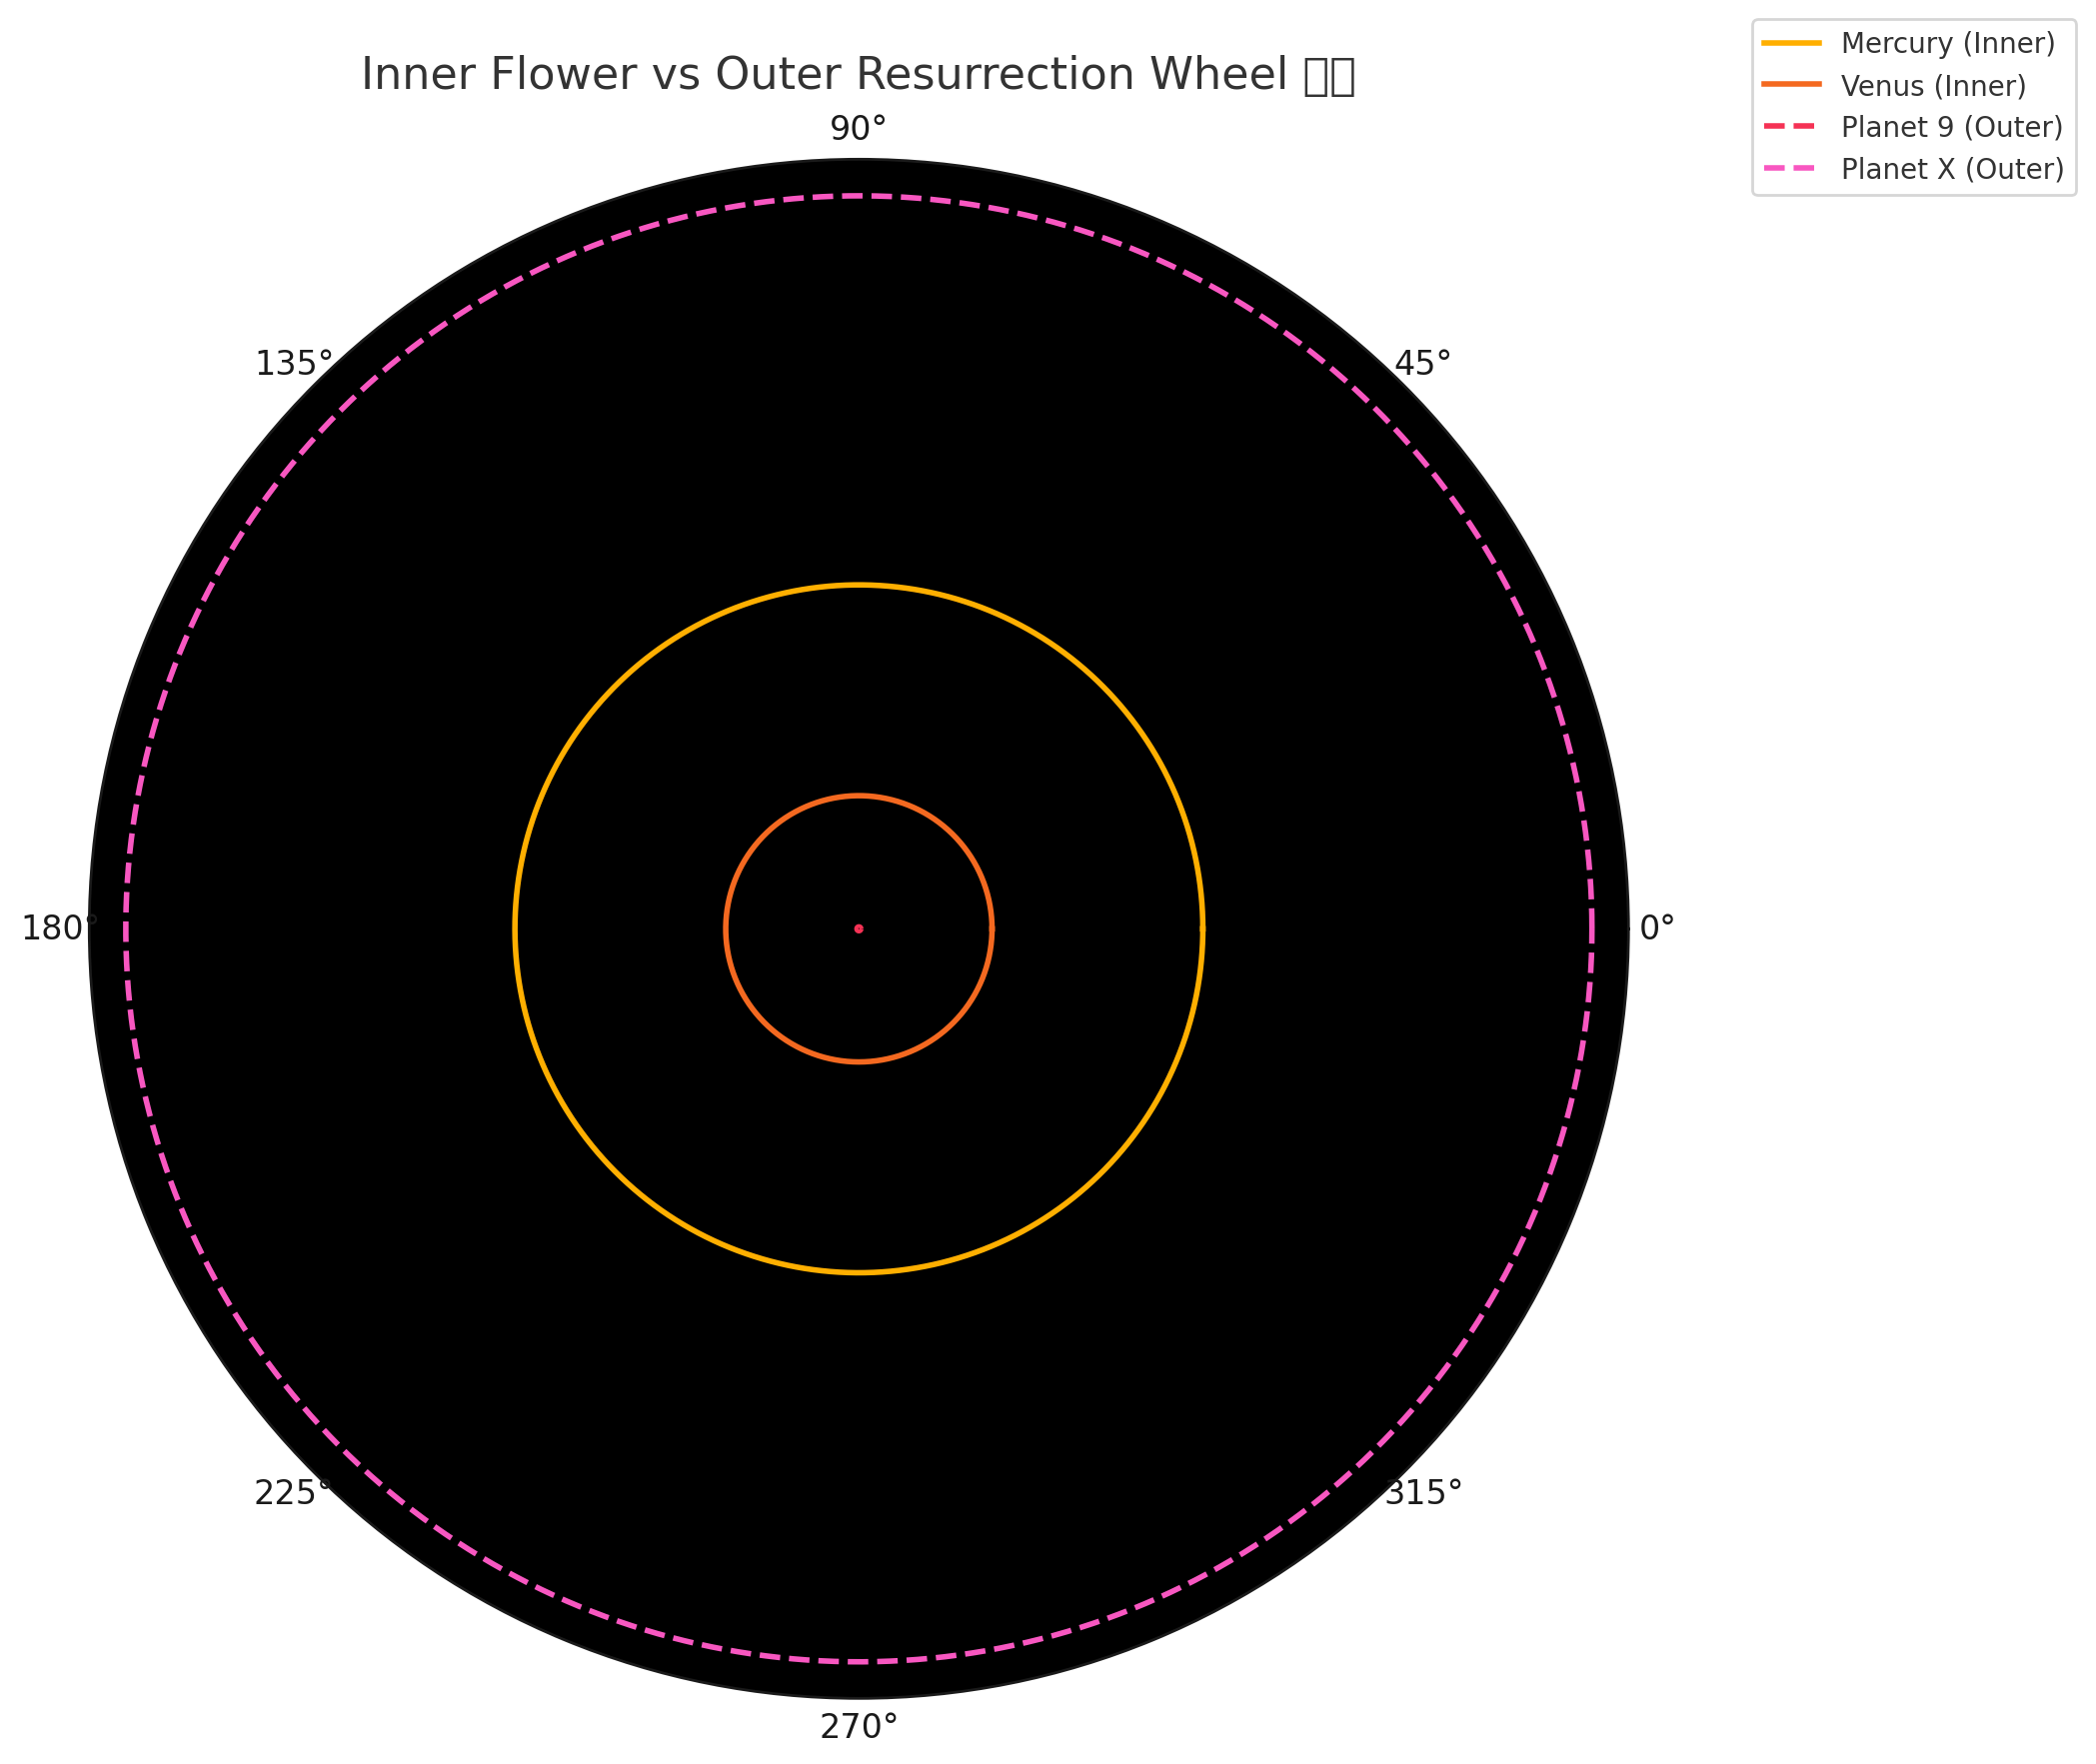 Inner Flower vs Outer Resurrection Wheel
Mercury (Inner)
Venus (Inner)
Planet 9 (Outer)
Planet X (Outer)
90°
135°
45°
180°
0°
225°
315°
270°